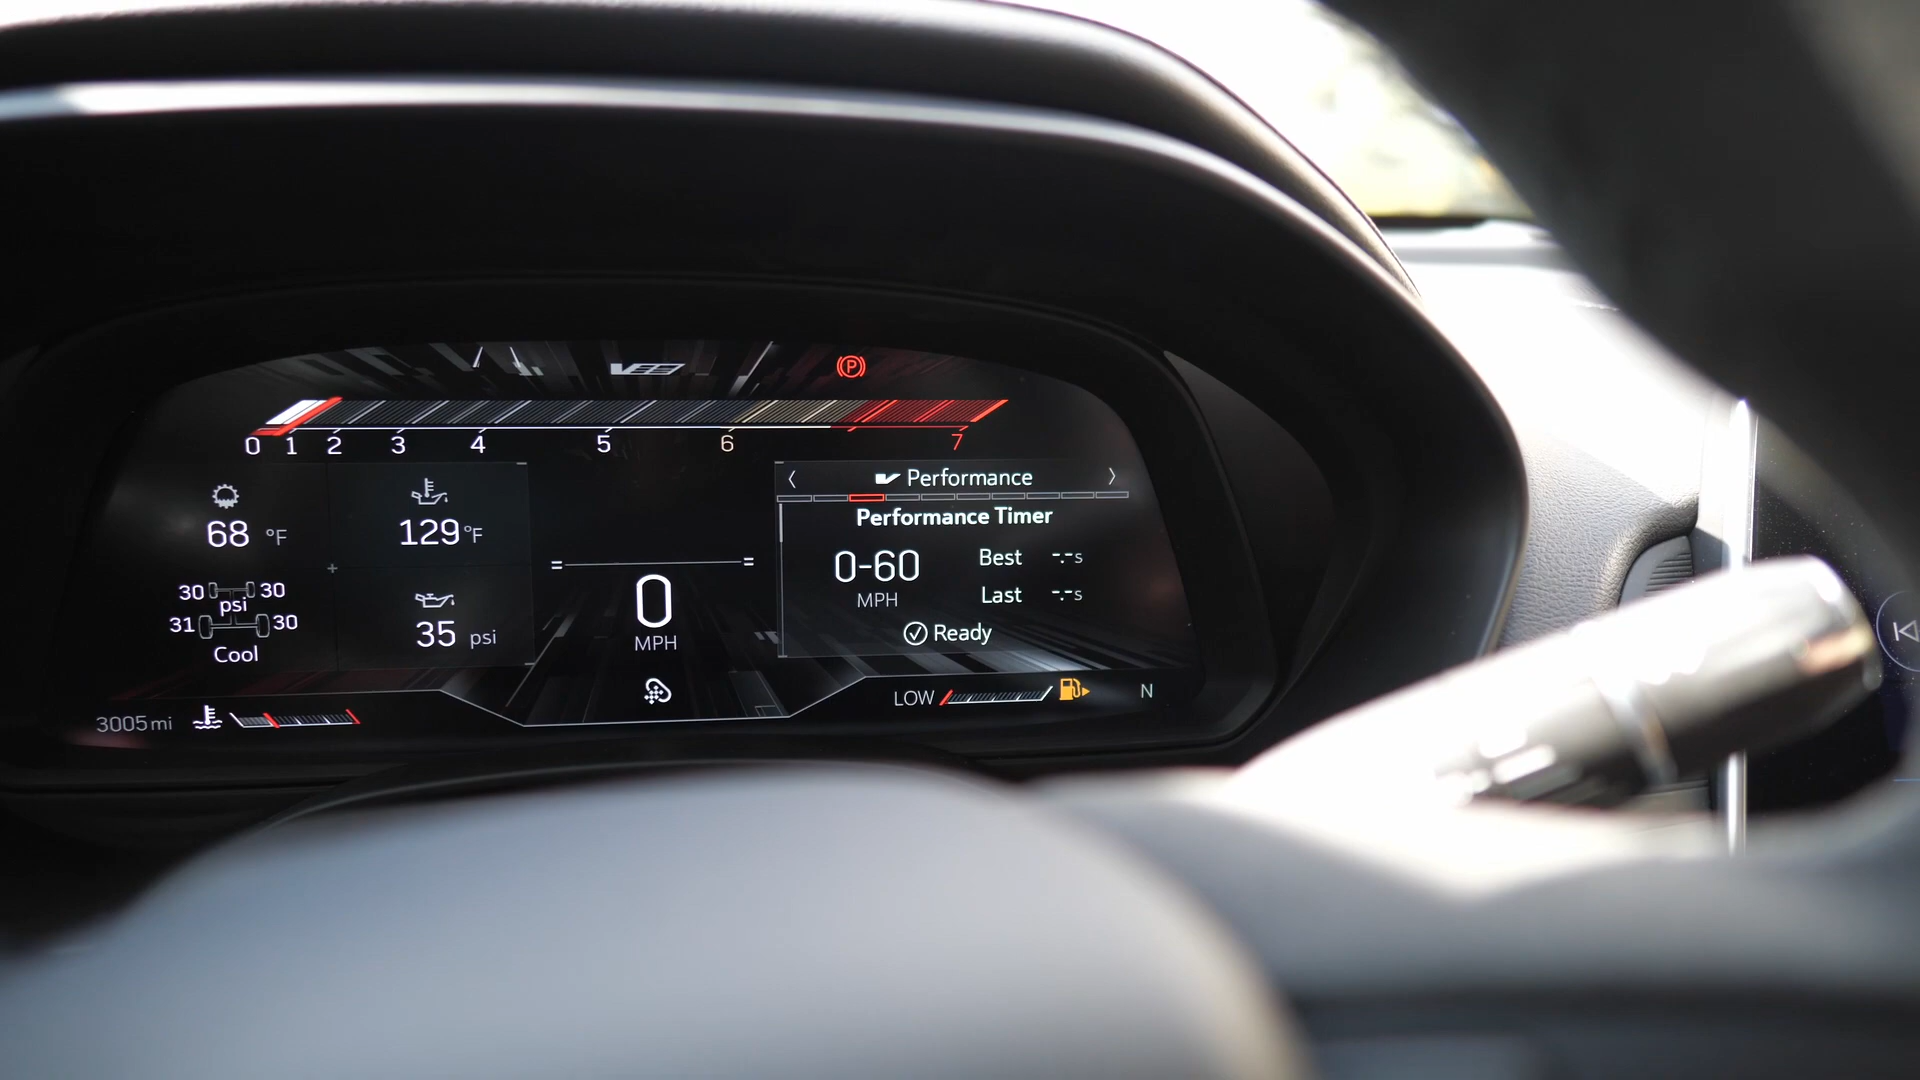 P
0 1 2 3 4 5 6 7
68 °F
129 °F
30 30
psi
31 30
Cool
35 psi
0
MPH
Performance
Performance Timer
0-60
MPH
Best -.- s
Last -.- s
Ready
3005 mi
LOW
N